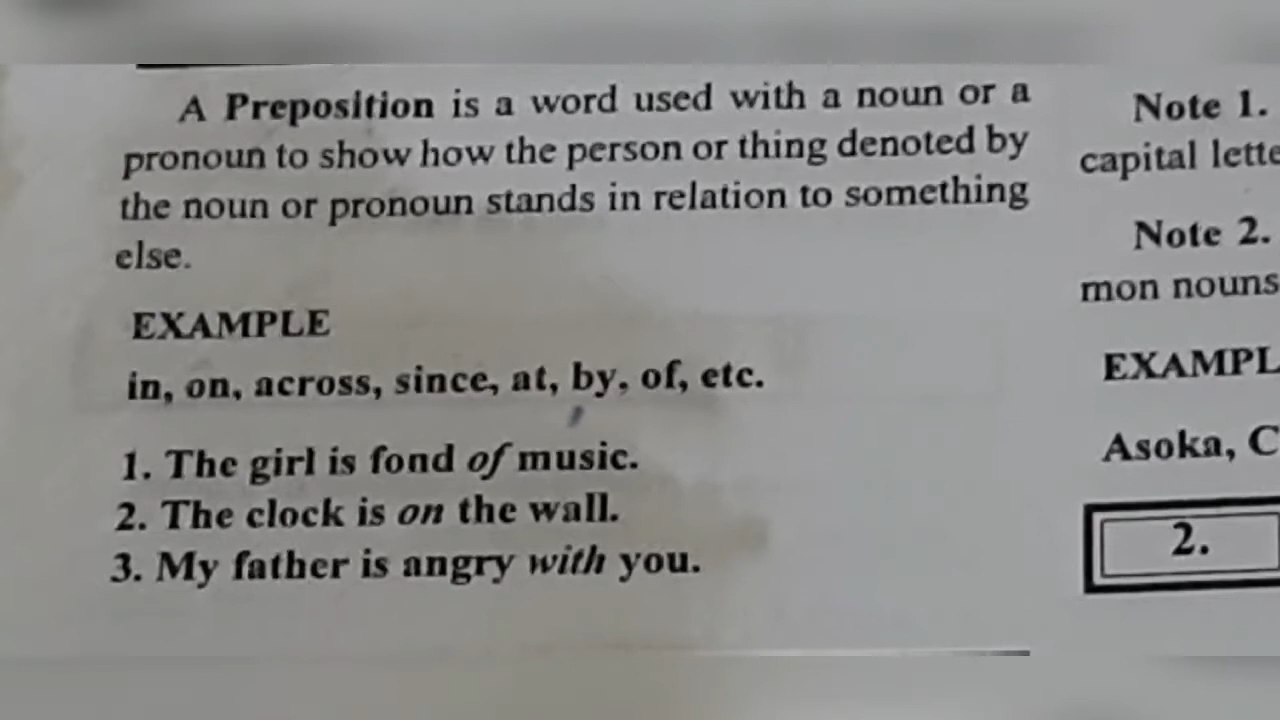 A Preposition is a word used with a noun or a
pronoun to show how the person or thing denoted by
the noun or pronoun stands in relation to something
else.
EXAMPLE
in, on, across, since, at, by, of, etc.
1. The girl is fond of music.
2. The clock is on the wall.
3. My father is angry with you.
Note 1.
capital
Note 2.
mon nouns
Asoka,
2.